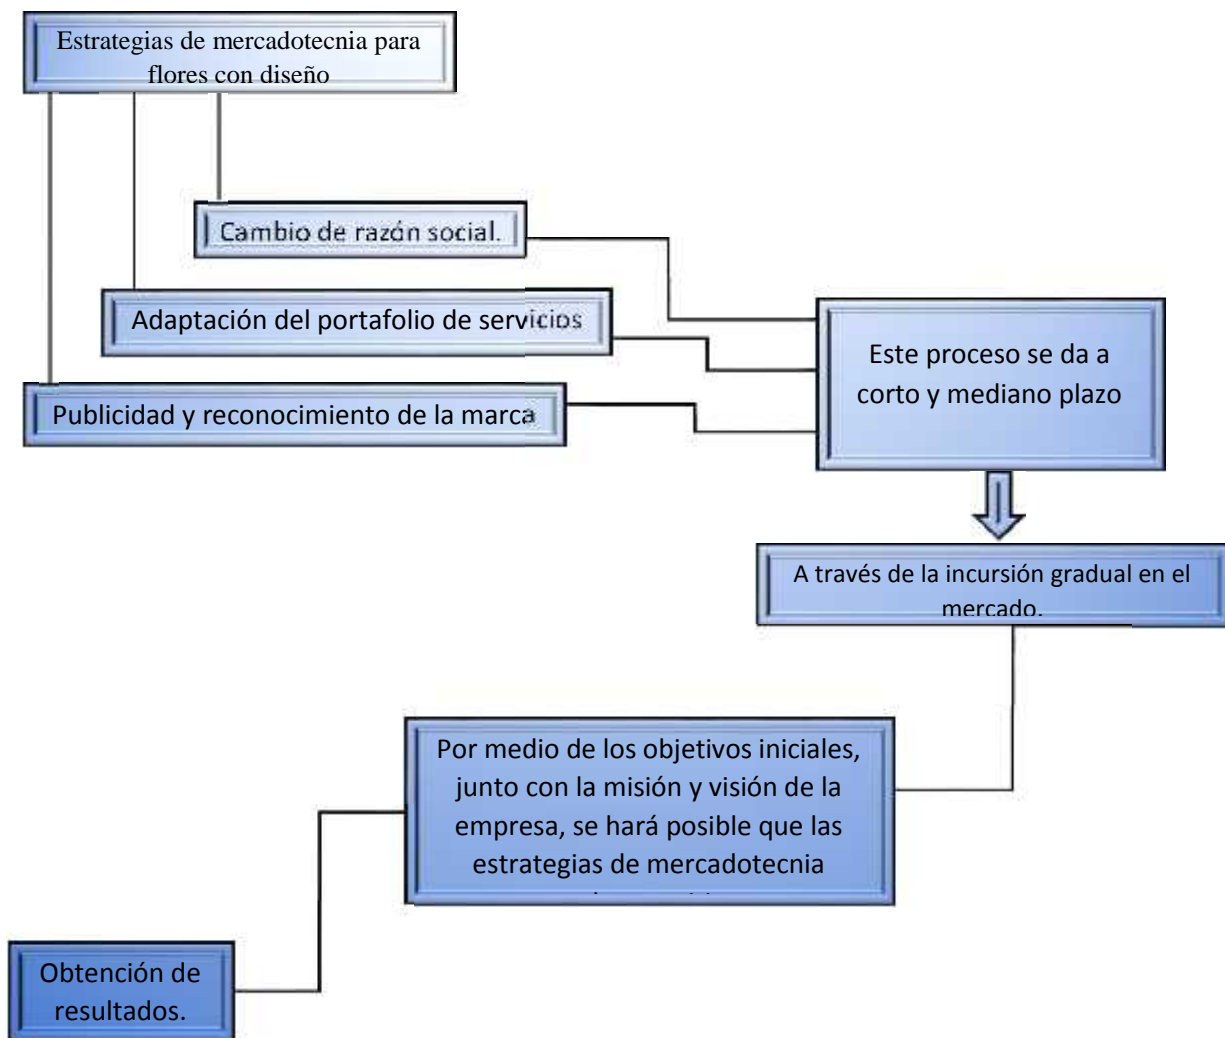 Estrategias de mercadotecnia para
flores con diseño
Cambio de razón social.
Adaptación del portafolio de servicios
Publicidad y reconocimiento de la marca
Este proceso se da a
corto y mediano plazo
A través de la incursión gradual en el
mercado.
Por medio de los objetivos iniciales,
junto con la misión y visión de la
empresa, se hará posible que las
estrategias de mercadotecnia
Obtención de
resultados.